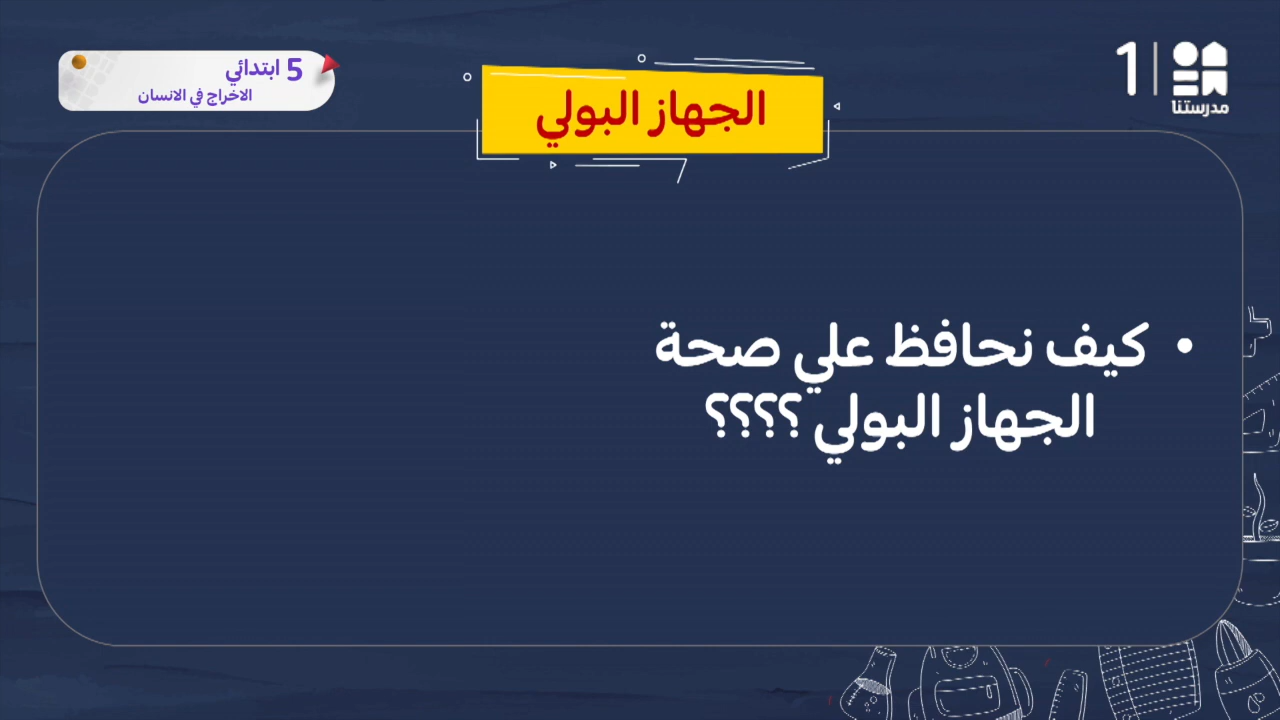 1
مدرستنا
5 ابتدائي
الاخراج في الانسان
الجهاز البولي
• كيف نحافظ علي صحة
الجهاز البولي ؟؟؟؟